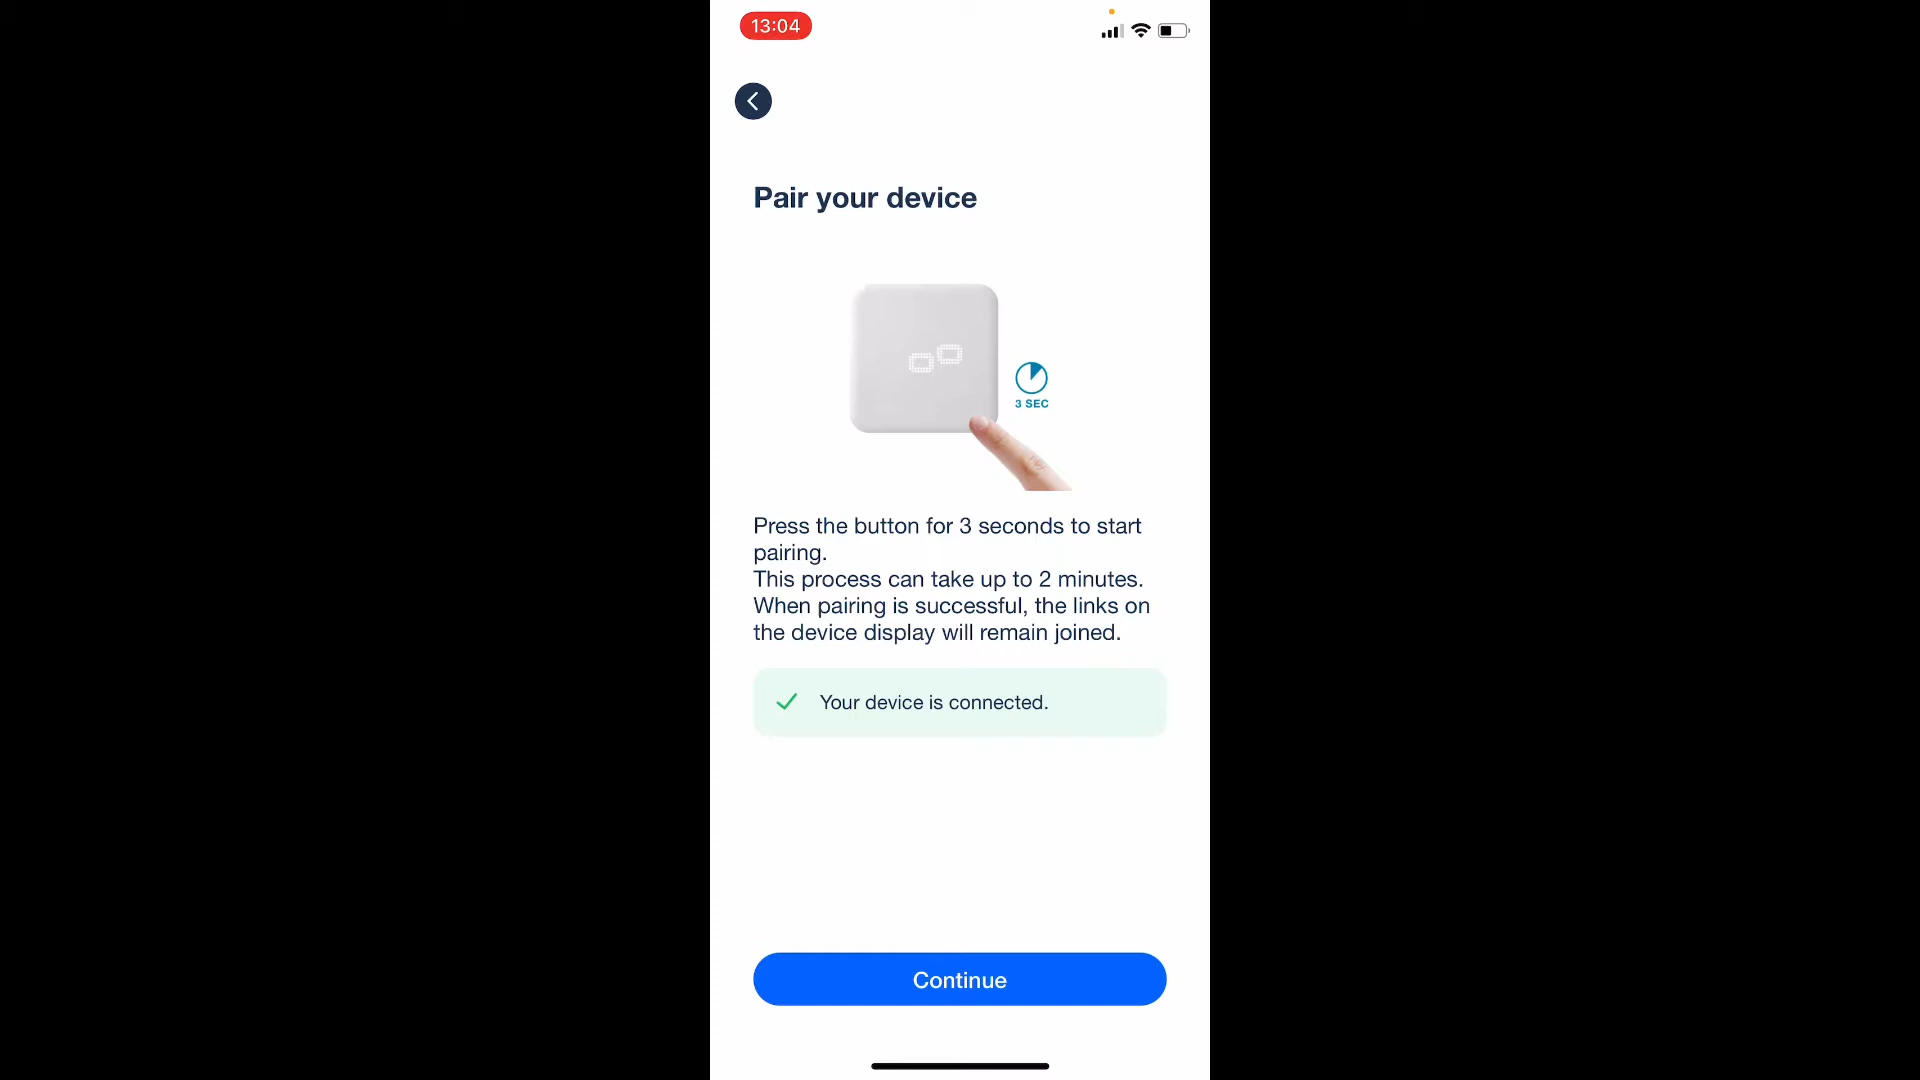 13:04
Pair your device
3 SEC
Press the button for 3 seconds to start
pairing.
This process can take up to 2 minutes.
When pairing is successful, the links on
the device display will remain joined.
Your device is connected.
Continue